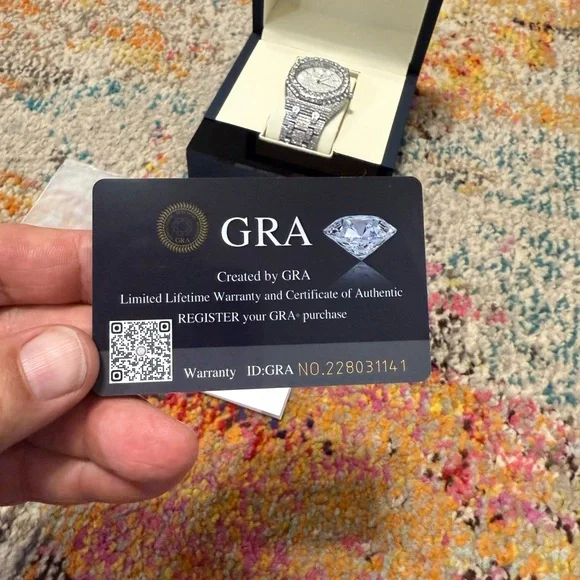 GRA
GRA
Created by GRA
Limited Lifetime Warranty and Certificate of Authentic
REGISTER your GRA purchase
Warranty ID:GRA NO.228031141